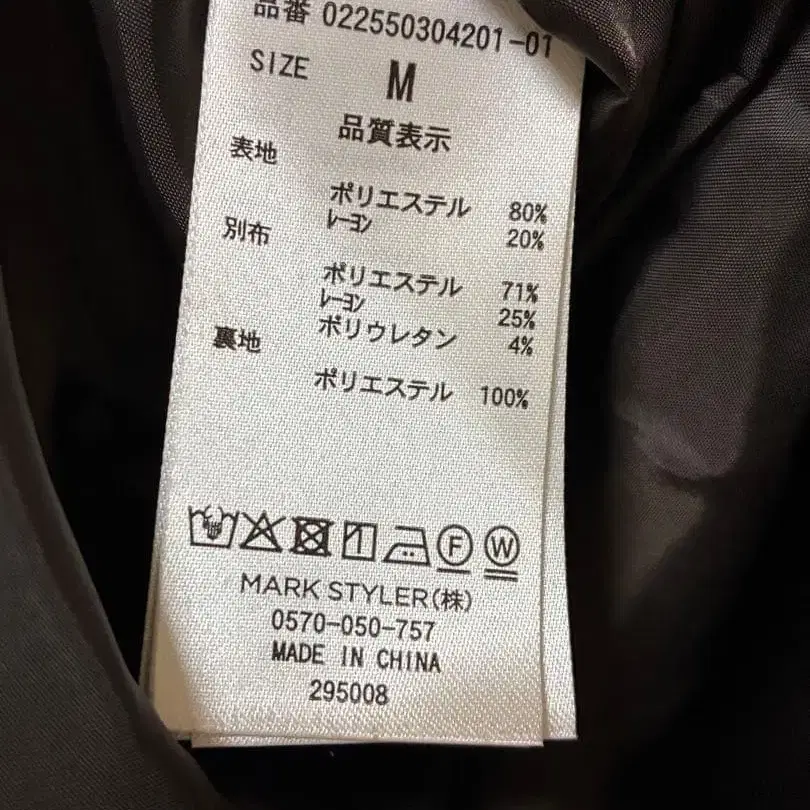 品番 022550304201-01
SIZE M
品質表示
表地
ポリエステル 80%
レーヨン 20%
別布
ポリエステル 71%
レーヨン 25%
ポリウレタン 4%
裏地
ポリエステル 100%
F W
MARK STYLER(株)
0570-050-757
MADE IN CHINA
295008